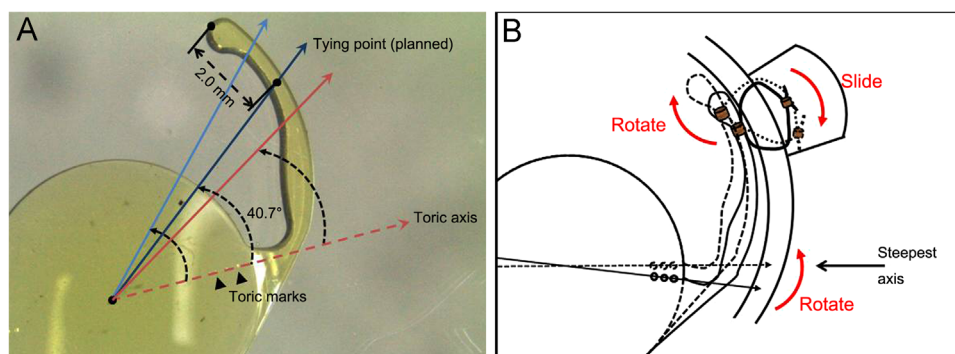 A
Tying point (planned)
2.0 mm
40.7°
Toric axis
Toric marks
B
Slide
Rotate
Steepest
axis
Rotate